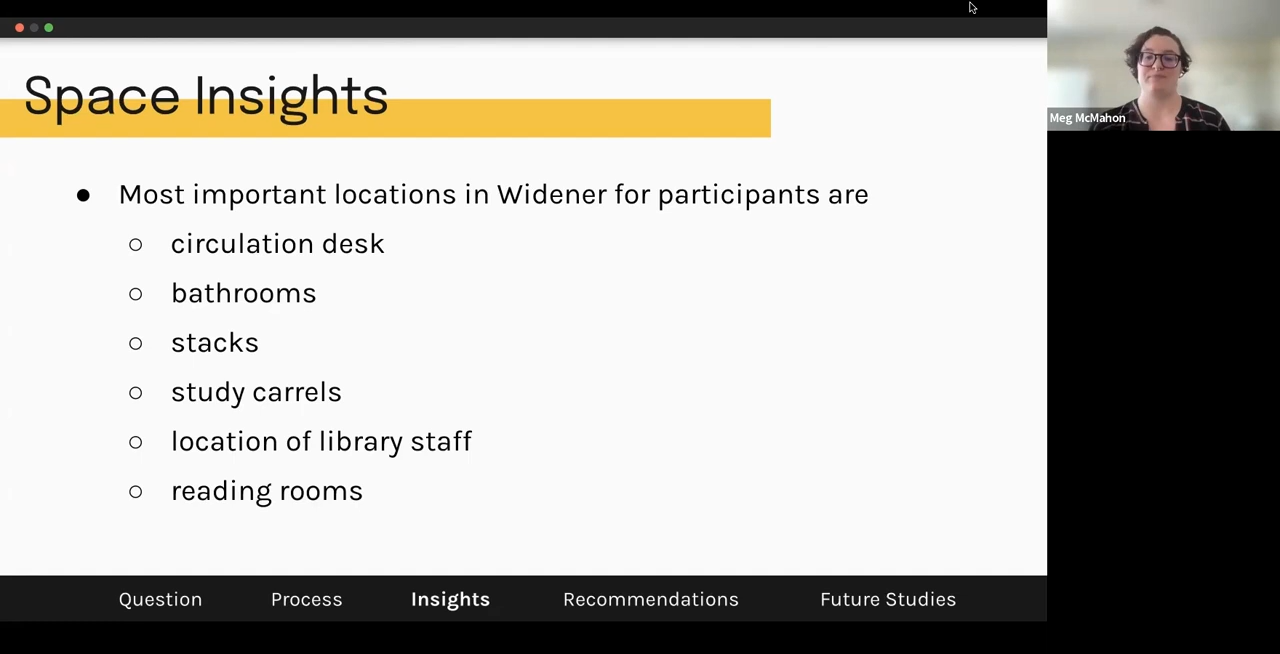 Space Insights
Most important locations in Widener for participants are
circulation desk
bathrooms
stacks
study carrels
location of library staff
reading rooms
Question Process Insights Recommendations Future Studies
Meg McMahon